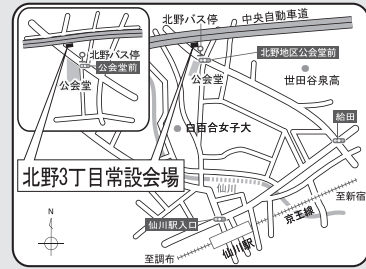 北野バス停
公会堂前
公会堂
北野バス停
中央自動車道
北野地区公会堂前
公会堂
世田谷泉高
白百合女子大
給田
北野3丁目常設会場
仙川
至新宿
京王線
仙川駅入口
仙川駅
至調布
N